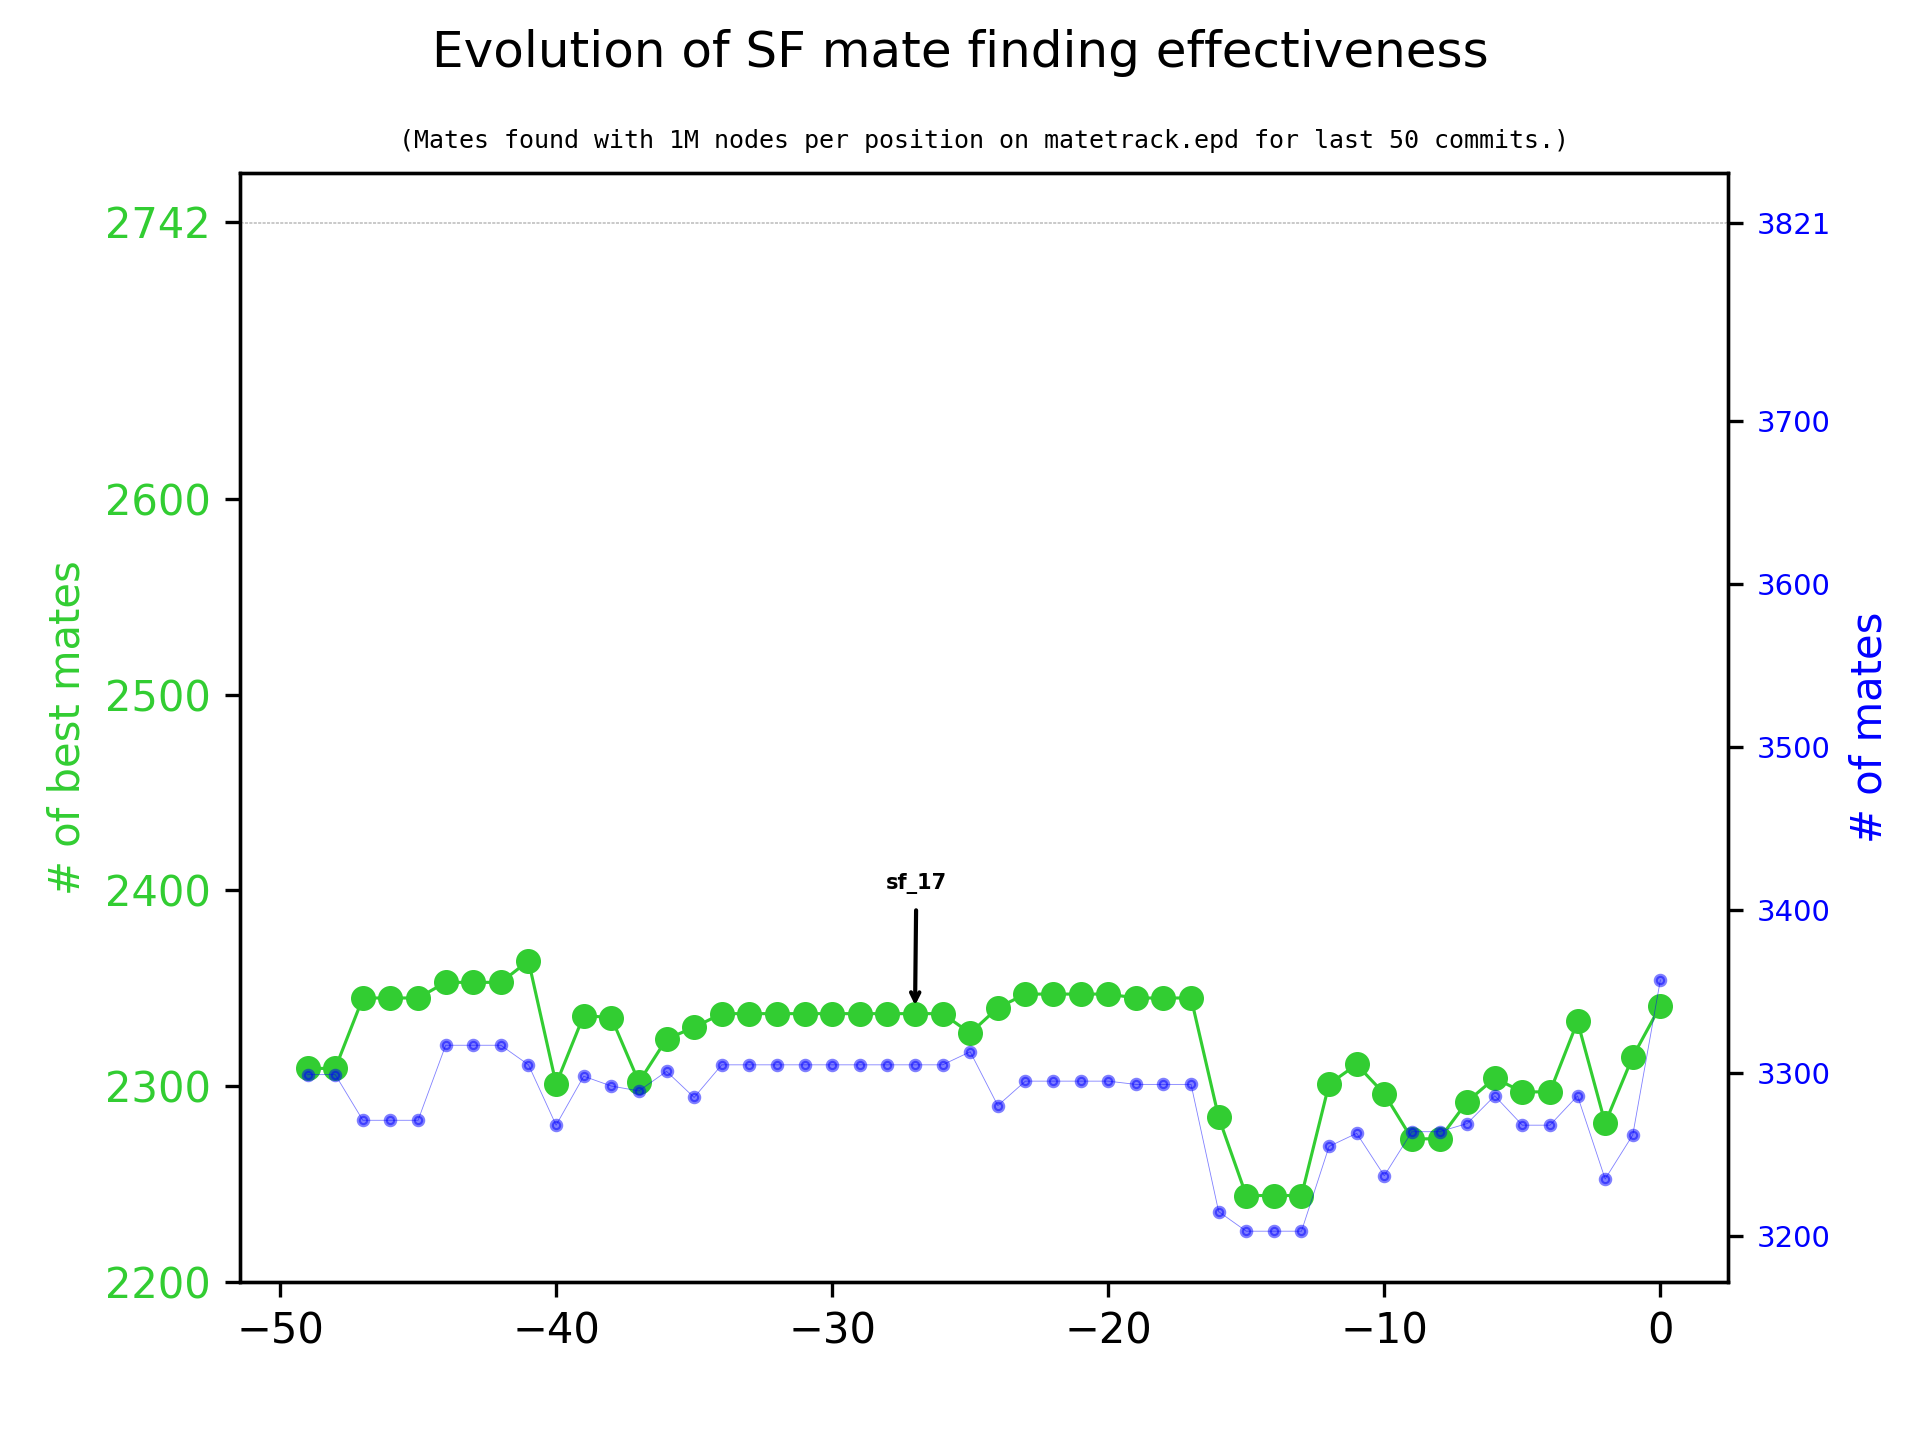 Evolution of SF mate finding effectiveness
(Mates found with 1M nodes per position on matetrack.epd for last 50 commits.)
# of best mates
2742
2600
2500
2400
2300
2200
sf_17
3821
3700
3600
3500
3400
3300
3200
# of mates
−50 −40 −30 −20 −10 0